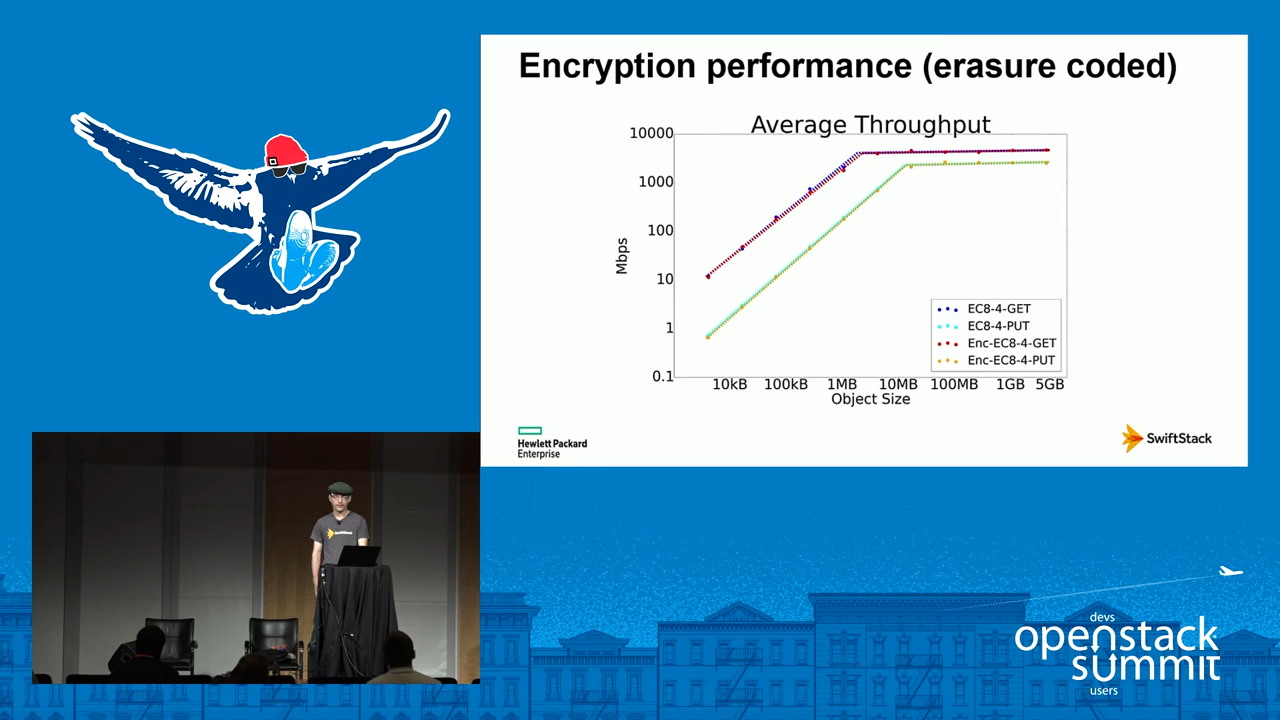 Encryption performance (erasure coded)
Average Throughput
10000
1000
100
10
1
0.1
Mbps
EC8-4-GET
EC8-4-PUT
Enc-EC8-4-GET
Enc-EC8-4-PUT
10kB 100kB 1MB 10MB 100MB 1GB 5GB
Object Size
Hewlett Packard
Enterprise
SwiftStack
devs
openstack
summit
users